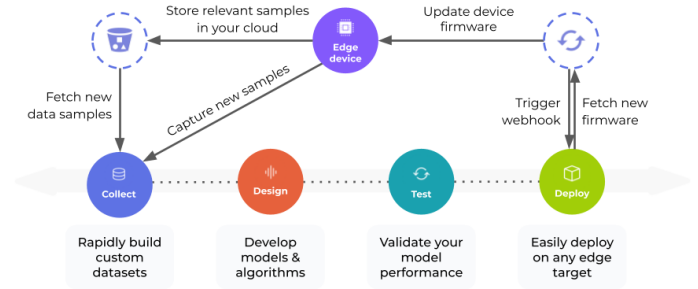 Store relevant samples
in your cloud
Update device
firmware
Edge
device
Fetch new
data samples
Capture new samples
Trigger
webhook
Fetch new
firmware
Collect
Design
Test
Deploy
Rapidly build
custom
datasets
Develop
models &
algorithms
Validate your
model
performance
Easily deploy
on any edge
target